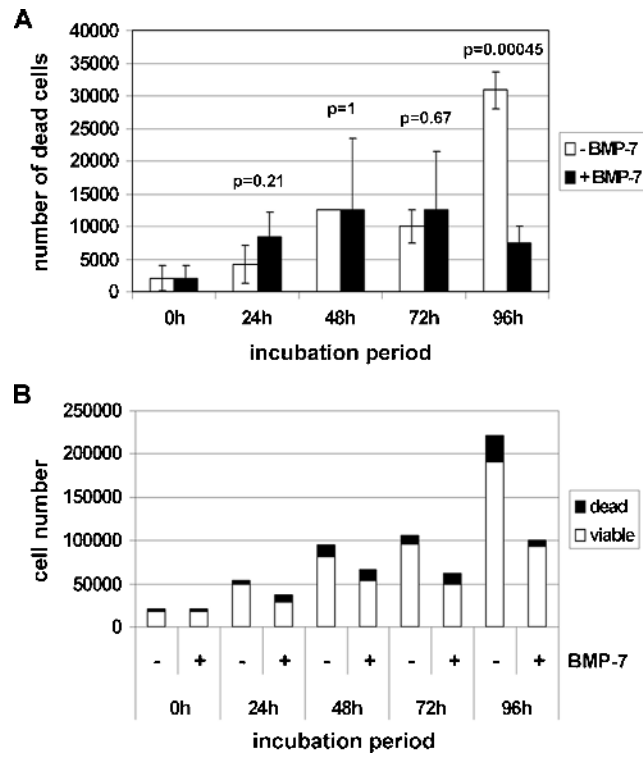 A
number of dead cells
40000
35000
30000
25000
20000
15000
10000
5000
0
p=0.21
p=1
p=0.67
p=0.00045
- BMP-7
+ BMP-7
0h 24h 48h 72h 96h
incubation period
B
cell number
250000
200000
150000
100000
50000
0
dead
viable
- + - + - + - + - + BMP-7
0h 24h 48h 72h 96h
incubation period